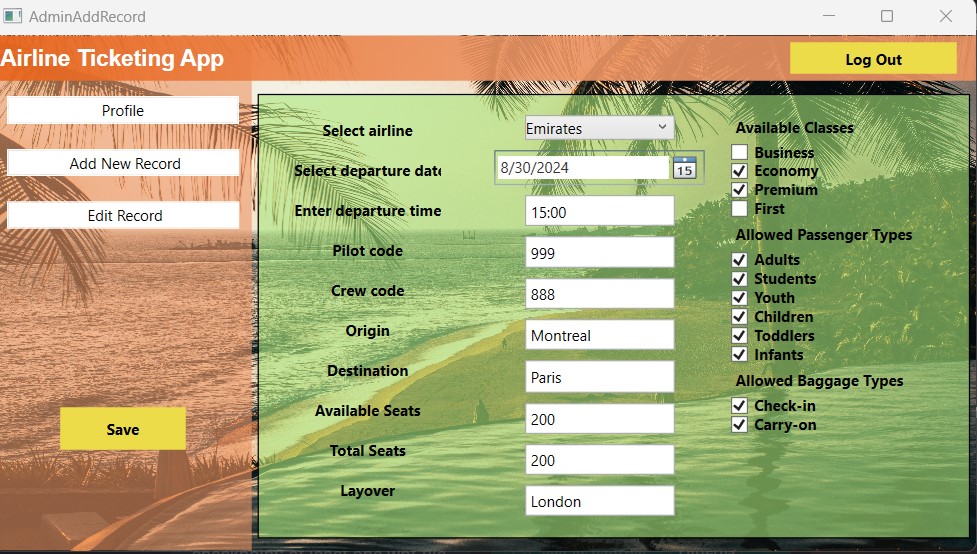 AdminAddRecord
Airline Ticketing App
Log Out
Profile
Add New Record
Edit Record
Save
Select airline
Emirates
Select departure date
8/30/2024
15
Enter departure time
15:00
Pilot code
999
Crew code
888
Origin
Montreal
Destination
Paris
Available Seats
200
Total Seats
200
Layover
London
Available Classes
Business
Economy
Premium
First
Allowed Passenger Types
Adults
Students
Youth
Children
Toddlers
Infants
Allowed Baggage Types
Check-in
Carry-on